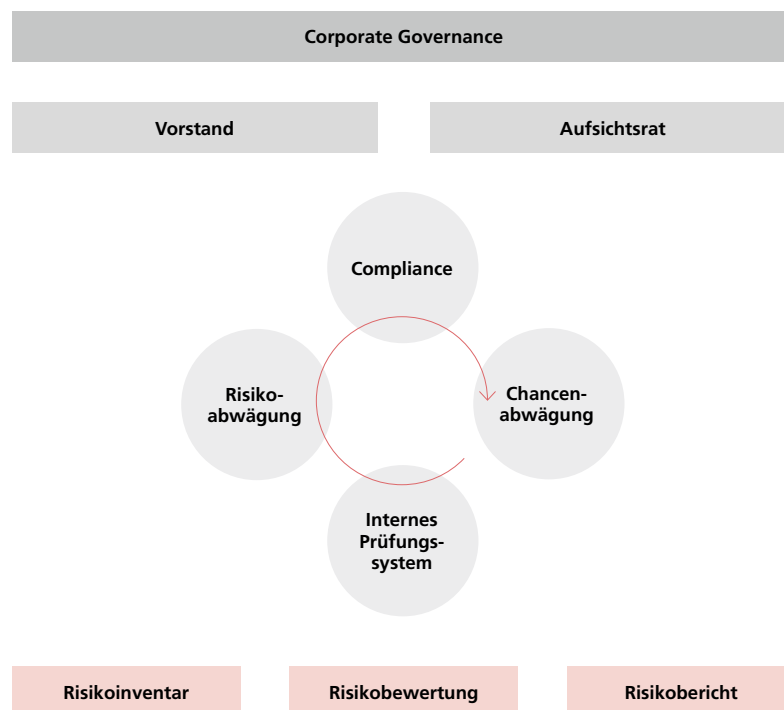 Corporate Governance
Vorstand
Aufsichtsrat
Compliance
Risiko-
abwägung
Chancen-
abwägung
Internes
Prüfungs-
system
Risikoinventar
Risikobewertung
Risikobericht